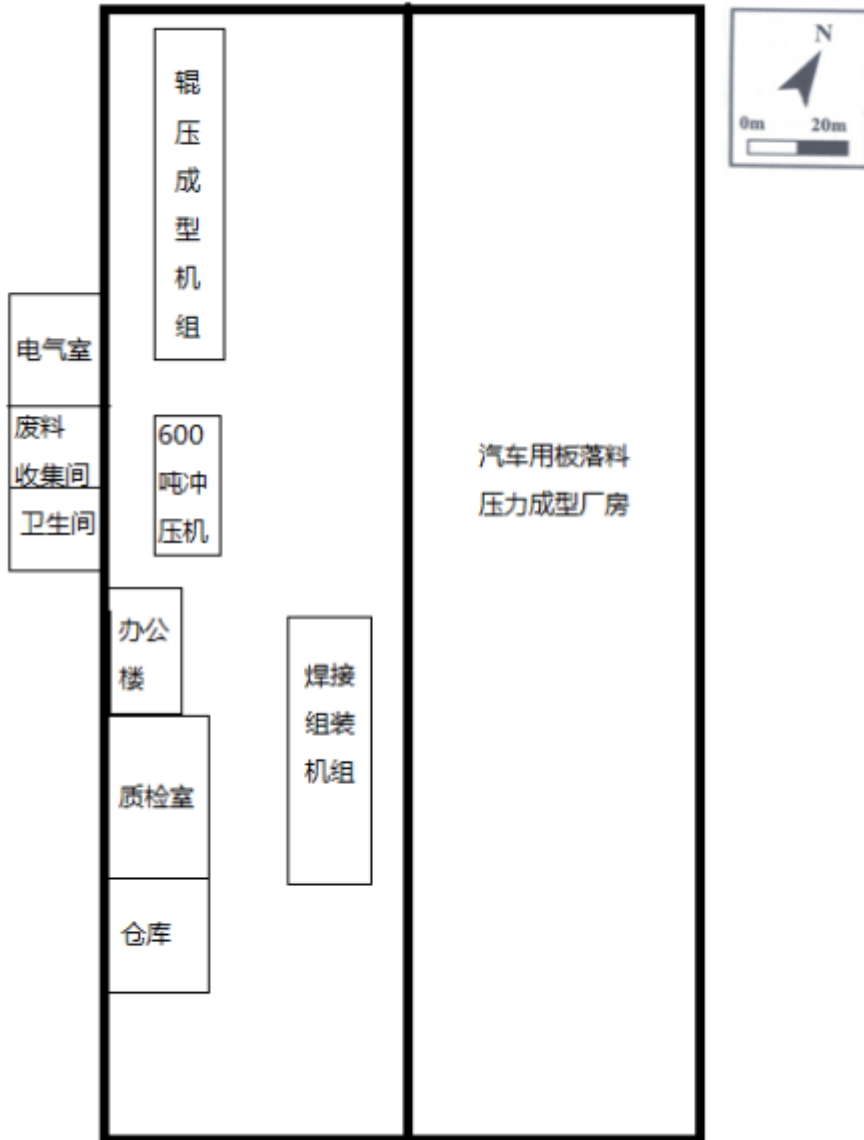 辊
压
成
型
机
组
N
0m 20m
电气室
废料
收集间
卫生间
600
吨冲
压机
汽车用板落料
压力成型厂房
办公
楼
焊接
组装
机组
质检室
仓库